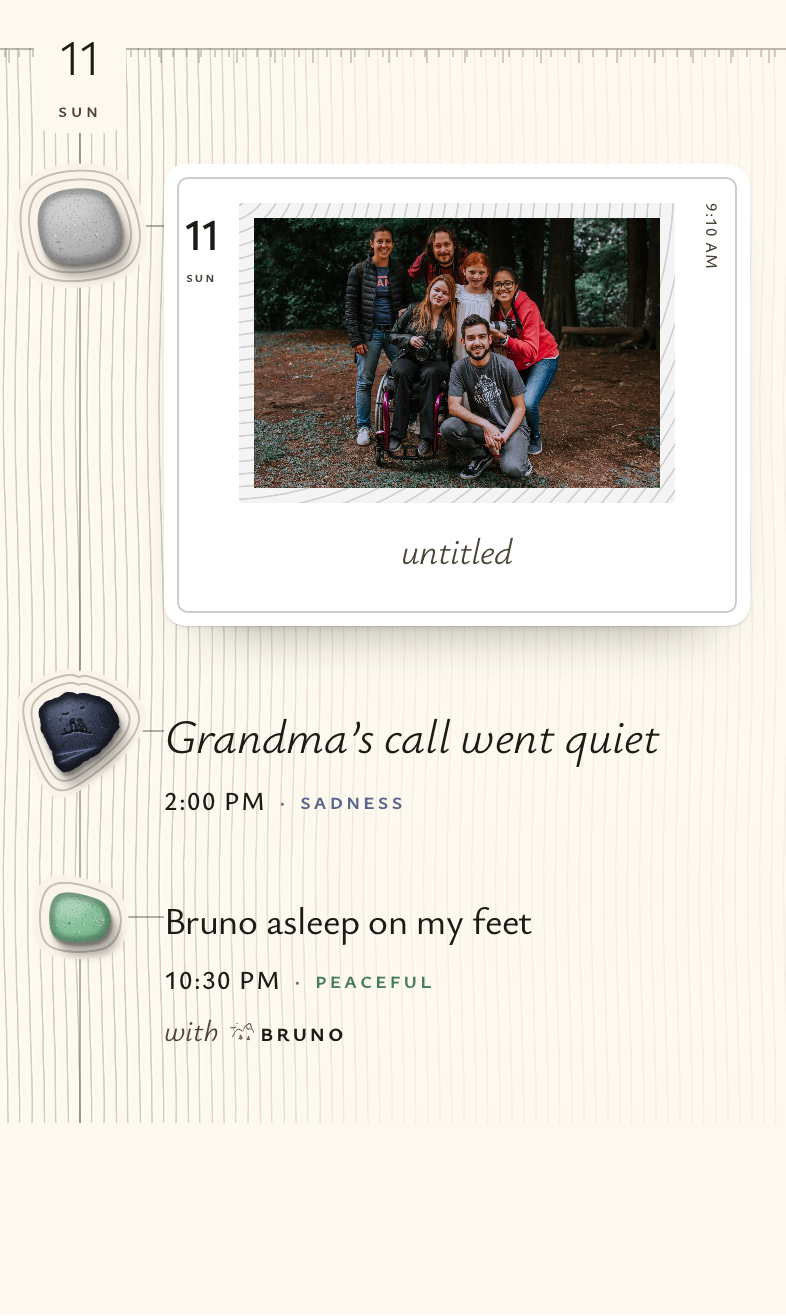 11
SUN
11
SUN
9:10 AM
untitled
Grandma’s call went quiet
2:00 PM · SADNESS
Bruno asleep on my feet
10:30 PM · PEACEFUL
with BRUNO